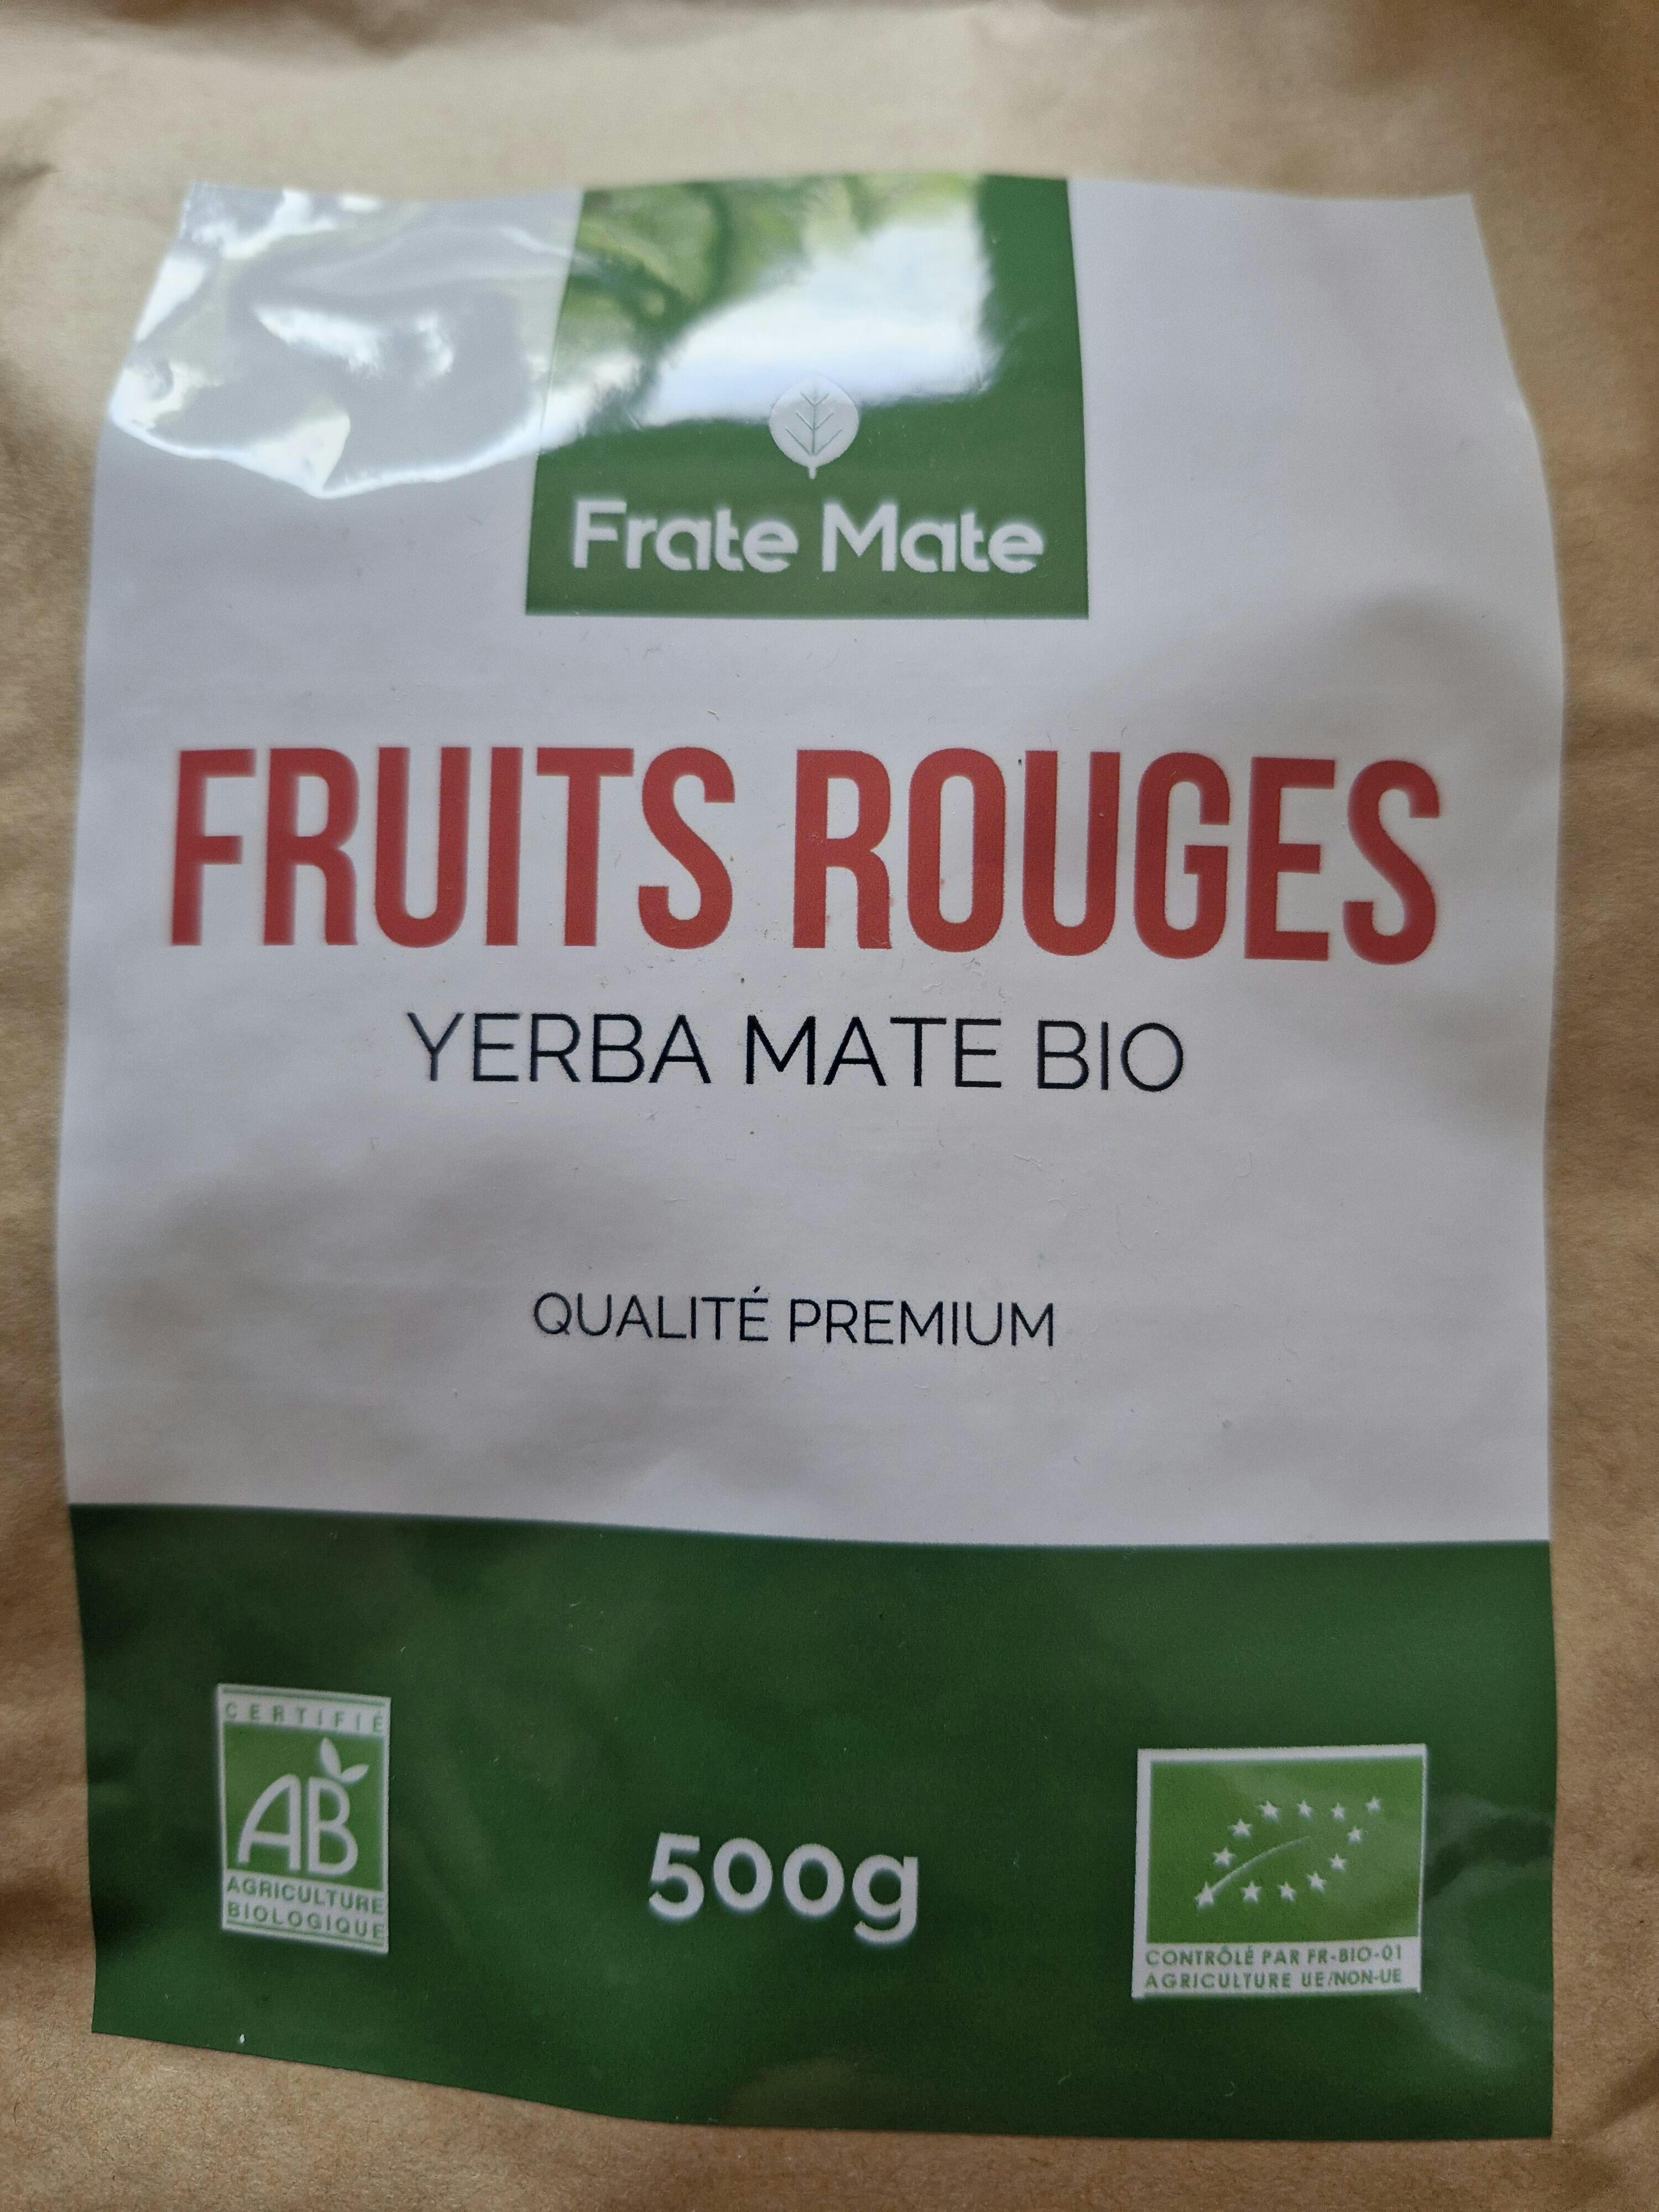 Frate Mate
FRUITS ROUGES
YERBA MATE BIO
QUALITÉ PREMIUM
CERTIFIÉ
AB
AGRICULTURE
BIOLOGIQUE
500g
CONTRÔLÉ PAR FR-BIO-01
AGRICULTURE UE/NON-UE